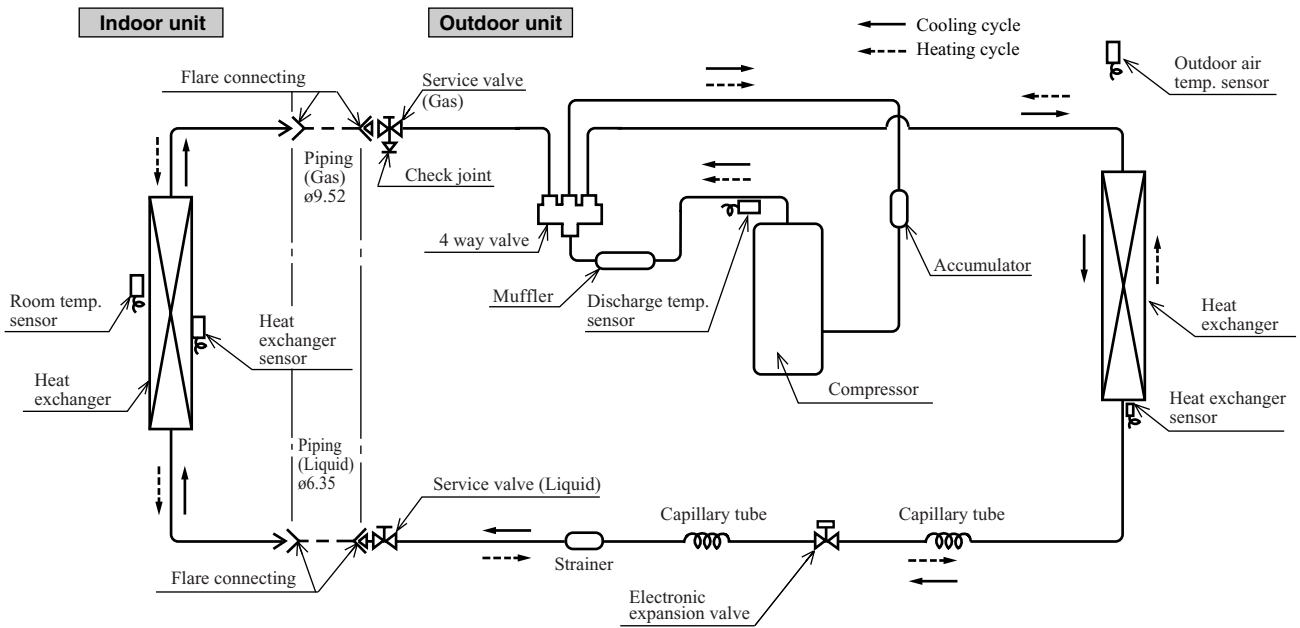 Indoor unit
Outdoor unit
Cooling cycle
Heating cycle
Flare connecting
Service valve
(Gas)
Outdoor air
temp. sensor
Piping
(Gas)
ø9.52
Check joint
4 way valve
Muffler
Discharge temp.
sensor
Accumulator
Room temp.
sensor
Heat
exchanger
sensor
Heat
exchanger
Heat
exchanger
Compressor
Heat exchanger
sensor
Piping
(Liquid)
ø6.35
Service valve (Liquid)
Capillary tube
Capillary tube
Strainer
Flare connecting
Electronic
expansion valve